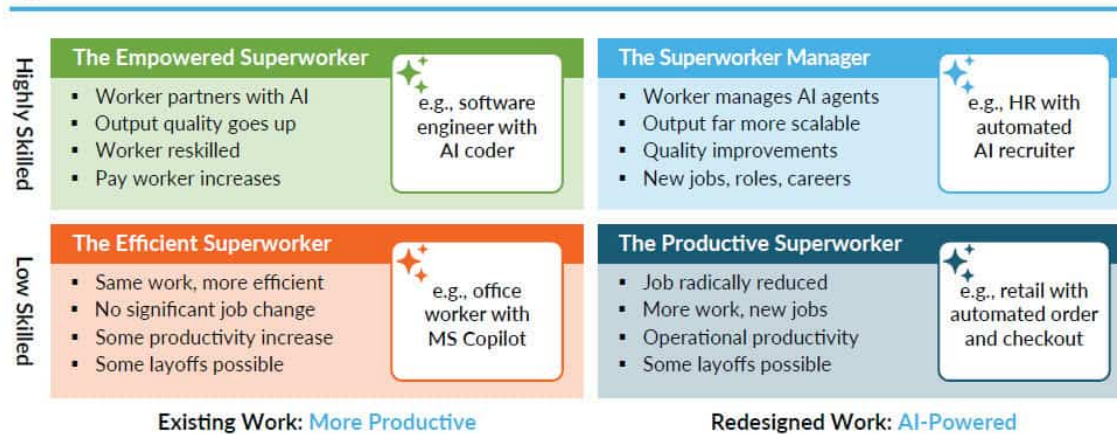 Highly Skilled
The Empowered Superworker
▪ Worker partners with AI
▪ Output quality goes up
▪ Worker reskilled
▪ Pay worker increases
e.g., software
engineer with
AI coder
The Superworker Manager
▪ Worker manages AI agents
▪ Output far more scalable
▪ Quality improvements
▪ New jobs, roles, careers
e.g., HR with
automated
AI recruiter
Low Skilled
The Efficient Superworker
▪ Same work, more efficient
▪ No significant job change
▪ Some productivity increase
▪ Some layoffs possible
e.g., office
worker with
MS Copilot
The Productive Superworker
▪ Job radically reduced
▪ More work, new jobs
▪ Operational productivity
▪ Some layoffs possible
e.g., retail with
automated order
and checkout
Existing Work: More Productive
Redesigned Work: AI-Powered